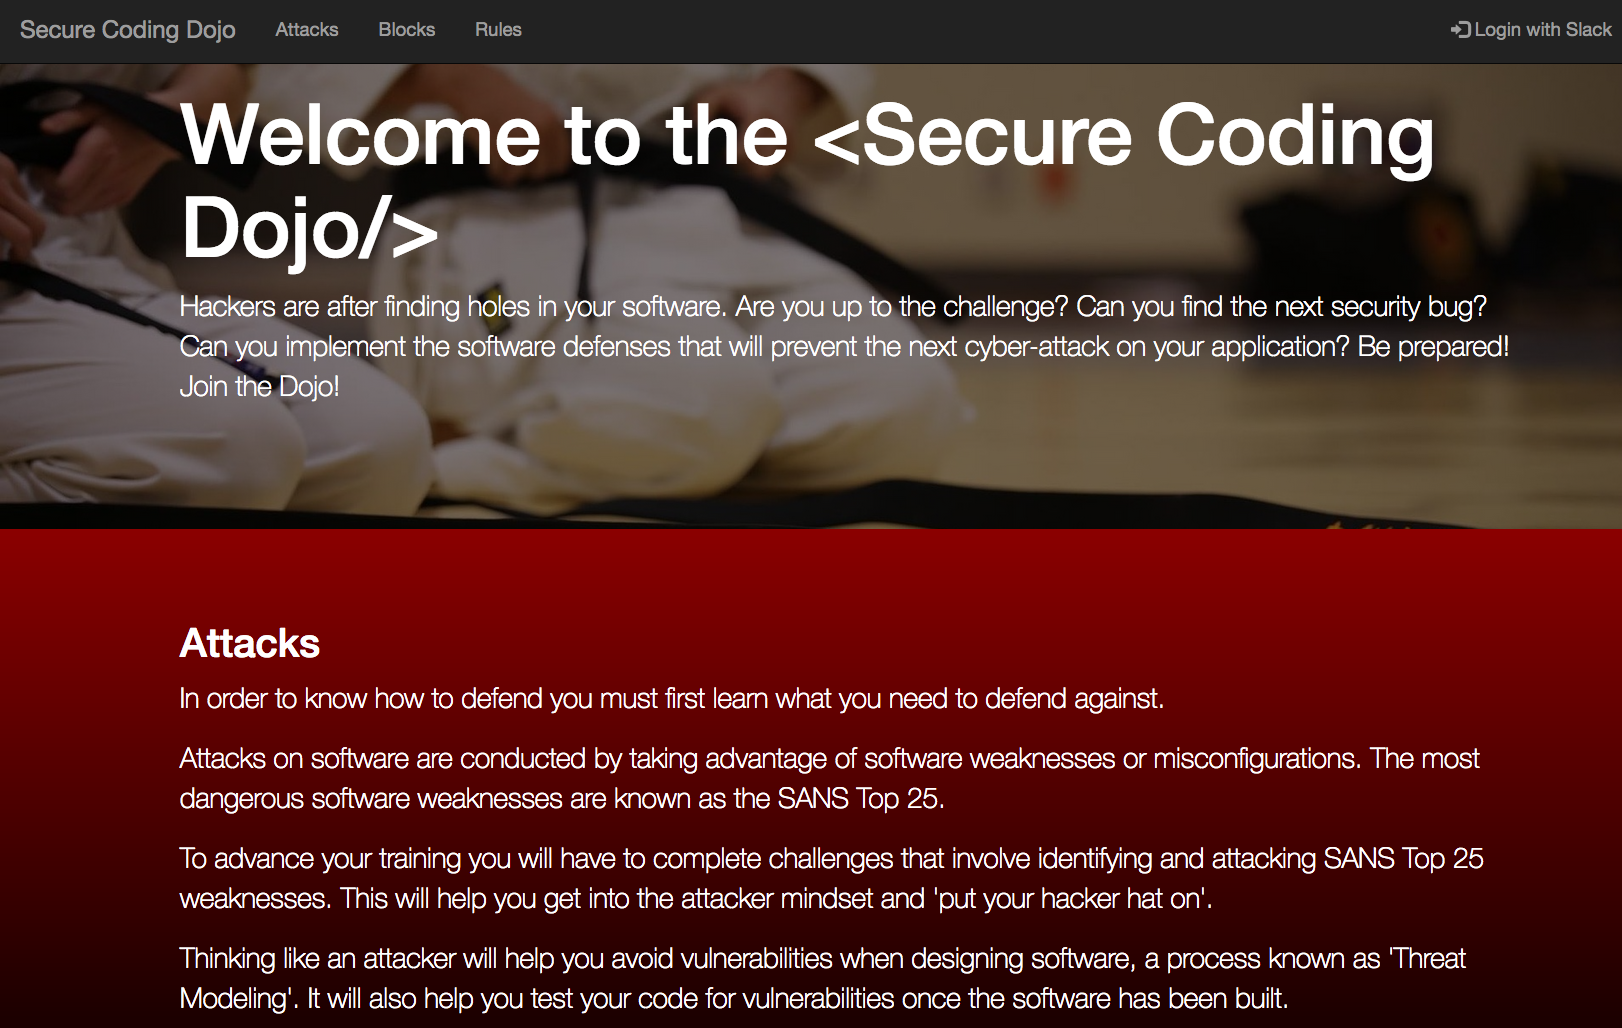 Secure Coding Dojo Attacks Blocks Rules Login with Slack
Welcome to the <Secure Coding
Dojo/>
Hackers are after finding holes in your software. Are you up to the challenge? Can you find the next security bug?
Can you implement the software defenses that will prevent the next cyber-attack on your application? Be prepared!
Join the Dojo!
Attacks
In order to know how to defend you must first learn what you need to defend against.
Attacks on software are conducted by taking advantage of software weaknesses or misconfigurations. The most
dangerous software weaknesses are known as the SANS Top 25.
To advance your training you will have to complete challenges that involve identifying and attacking SANS Top 25
weaknesses. This will help you get into the attacker mindset and 'put your hacker hat on'.
Thinking like an attacker will help you avoid vulnerabilities when designing software, a process known as 'Threat
Modeling'. It will also help you test your code for vulnerabilities once the software has been built.